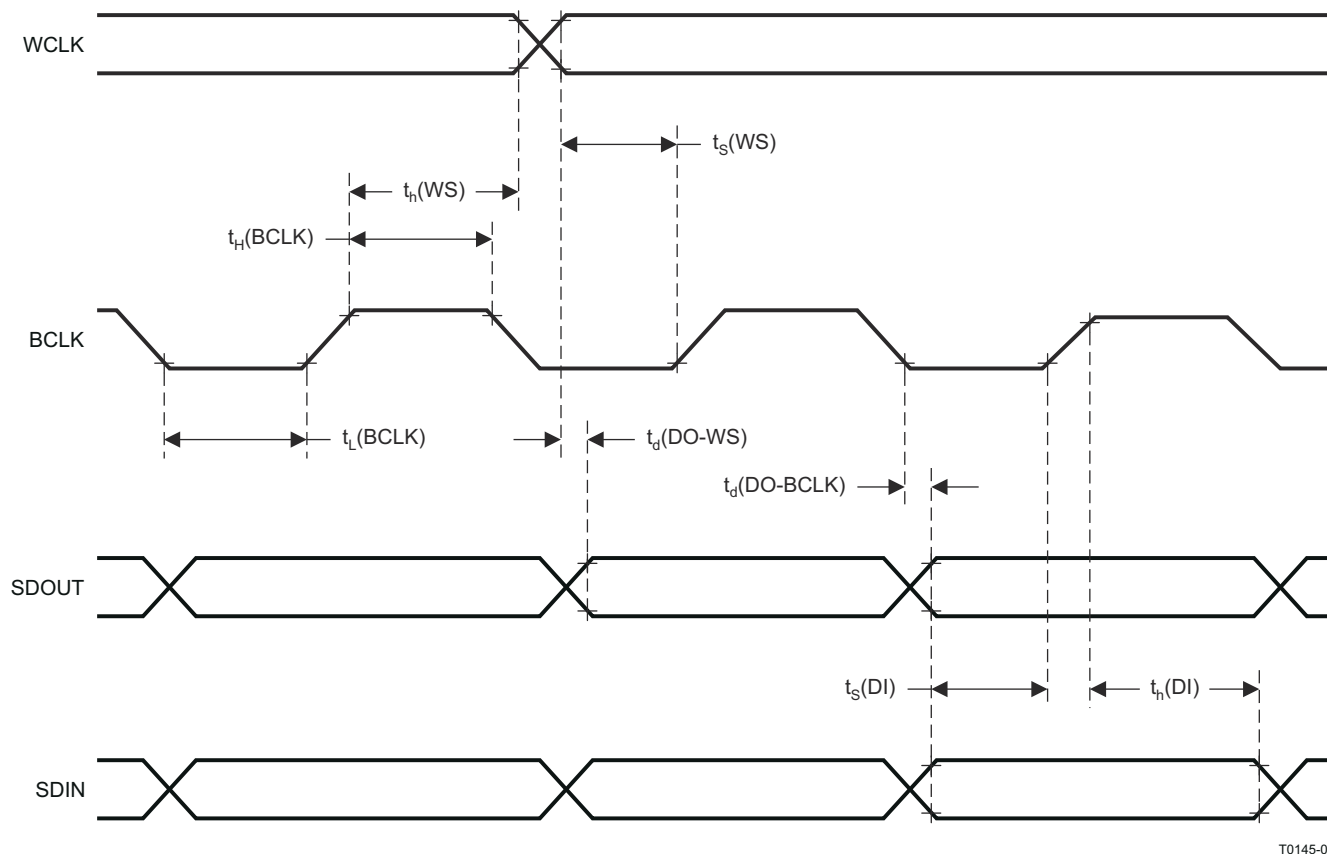 WCLK
tS(WS)
th(WS)
tH(BCLK)
BCLK
tL(BCLK)
td(DO-WS)
td(DO-BCLK)
SDOUT
tS(DI)
th(DI)
SDIN
T0145-0